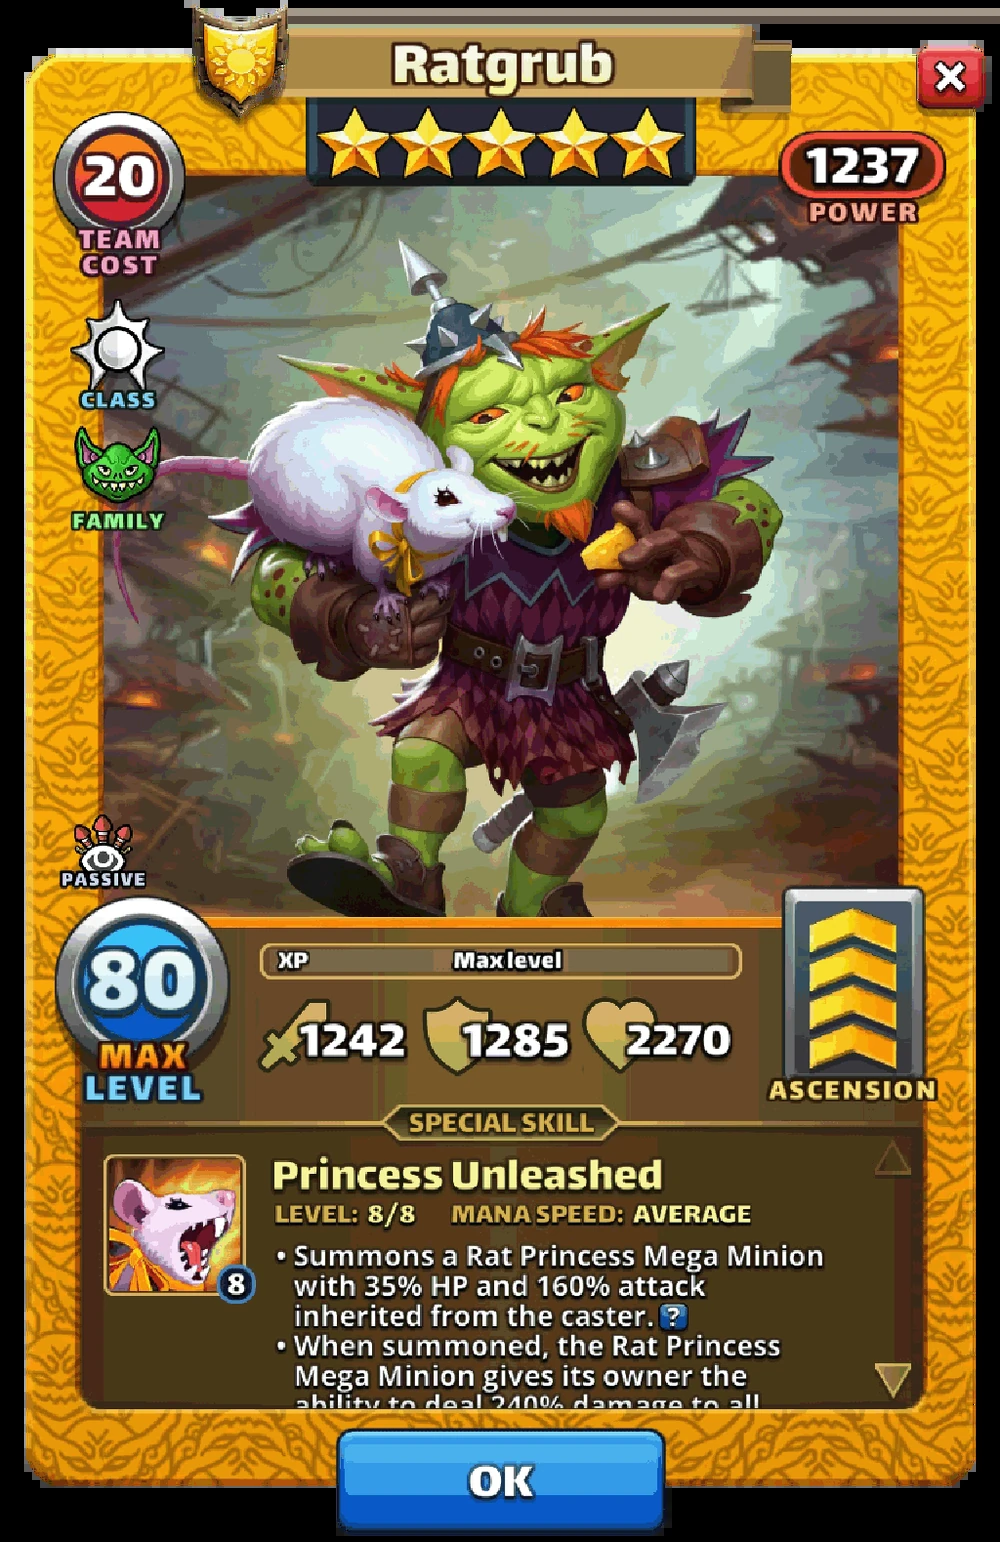 Ratgrub
20
TEAM
COST
1237
POWER
CLASS
FAMILY
PASSIVE
80
MAX
LEVEL
XP Max level
1242 1285 2270
ASCENSION
SPECIAL SKILL
Princess Unleashed
LEVEL: 8/8 MANA SPEED: AVERAGE
8
• Summons a Rat Princess Mega Minion
with 35% HP and 160% attack
inherited from the caster. ?
• When summoned, the Rat Princess
Mega Minion gives its owner the
ability to deal 240% damage to all
OK